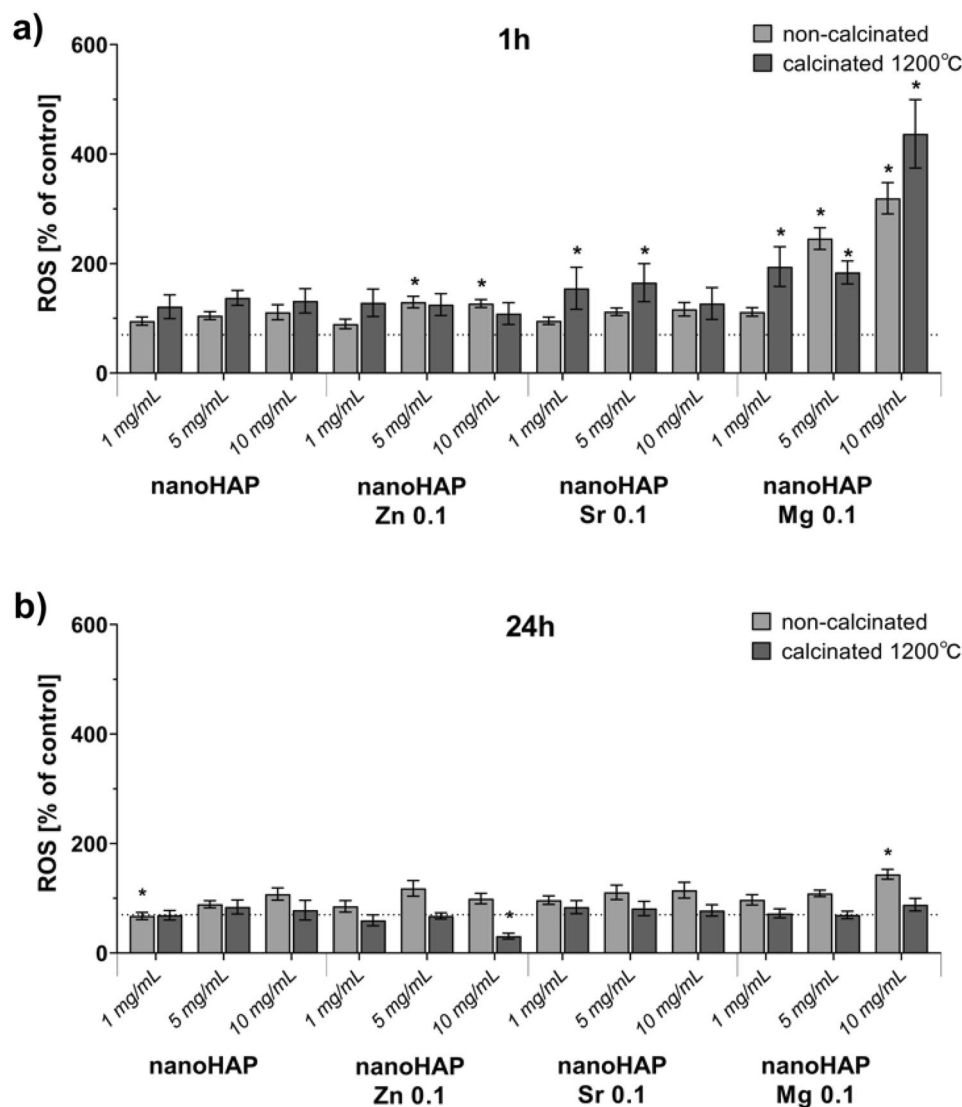 a)
1h
non-calcinated
calcinated 1200°C
ROS [% of control]
600
400
200
0
* * * * * * * * *
1 mg/mL 5 mg/mL 10 mg/mL 1 mg/mL 5 mg/mL 10 mg/mL 1 mg/mL 5 mg/mL 10 mg/mL 1 mg/mL 5 mg/mL 10 mg/mL
nanoHAP nanoHAP nanoHAP nanoHAP
Zn 0.1 Sr 0.1 Mg 0.1
b)
24h
non-calcinated
calcinated 1200°C
ROS [% of control]
600
400
200
0
* * *
1 mg/mL 5 mg/mL 10 mg/mL 1 mg/mL 5 mg/mL 10 mg/mL 1 mg/mL 5 mg/mL 10 mg/mL 1 mg/mL 5 mg/mL 10 mg/mL
nanoHAP nanoHAP nanoHAP nanoHAP
Zn 0.1 Sr 0.1 Mg 0.1